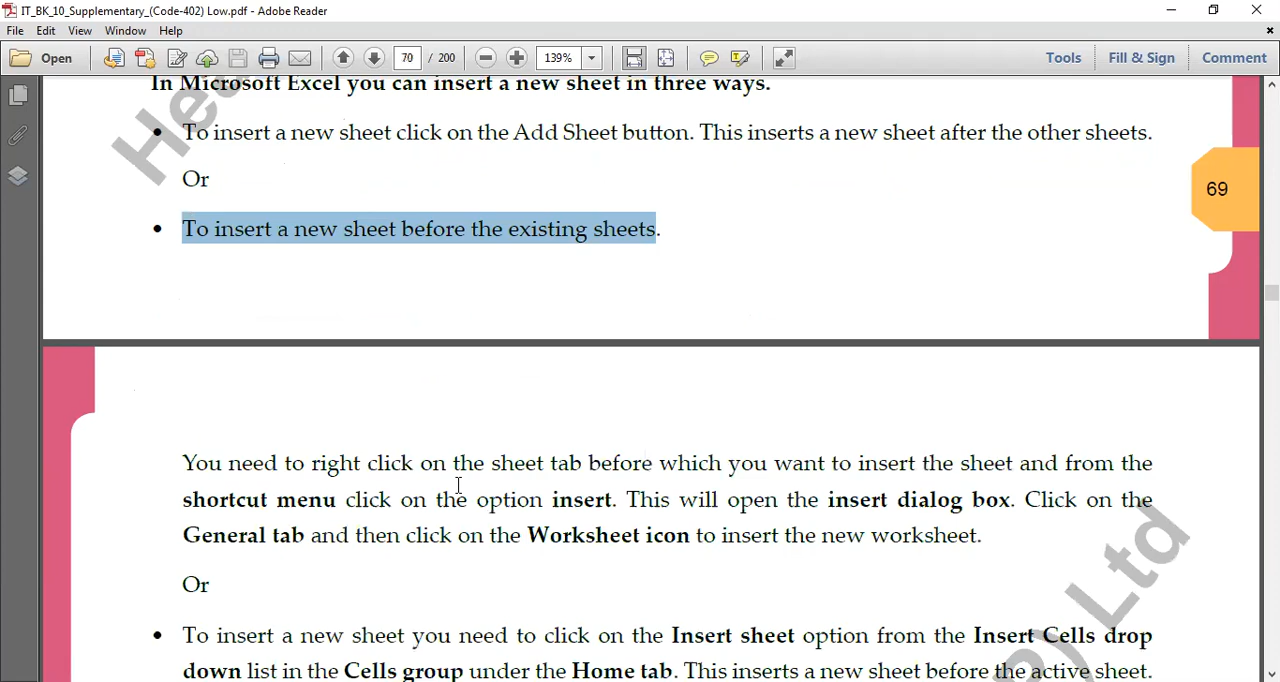 IT_BK_10_Supplementary_(Code-402) Low.pdf - Adobe Reader
File Edit View Window Help
Open 70 / 200 139% Tools Fill & Sign Comment
In Microsoft Excel you can insert a new sheet in three ways.
• To insert a new sheet click on the Add Sheet button. This inserts a new sheet after the other sheets.
Or
69
• To insert a new sheet before the existing sheets.
You need to right click on the sheet tab before which you want to insert the sheet and from the
shortcut menu click on the option insert. This will open the insert dialog box. Click on the
General tab and then click on the Worksheet icon to insert the new worksheet.
Or
• To insert a new sheet you need to click on the Insert sheet option from the Insert Cells drop
down list in the Cells group under the Home tab. This inserts a new sheet before the active sheet.
) Ltd